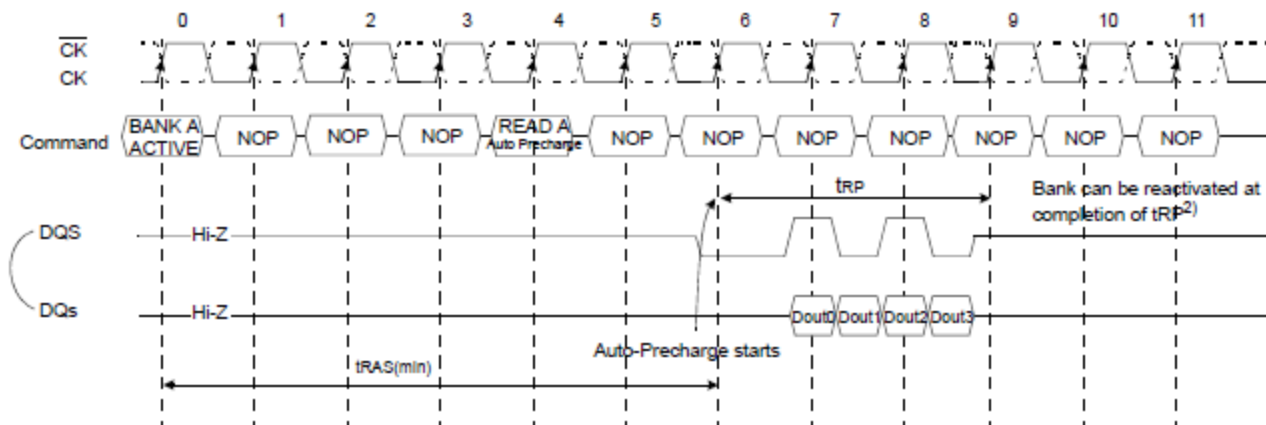 0 1 2 3 4 5 6 7 8 9 10 11
CK
CK
Command
BANK A
ACTIVE
NOP
NOP
NOP
READ A
Auto Precharge
NOP
NOP
NOP
NOP
NOP
NOP
NOP
tRP
Bank can be reactivated at
completion of tRP2)
DQS
Hi-Z
DQs
Hi-Z
Dout0
Dout1
Dout2
Dout3
Auto-Precharge starts
tRAS(min)